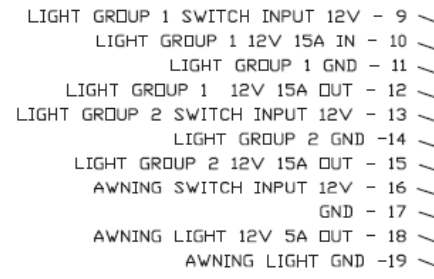 LIGHT GROUP 1 SWITCH INPUT 12V - 9
LIGHT GROUP 1 12V 15A IN - 10
LIGHT GROUP 1 GND - 11
LIGHT GROUP 1  12V 15A OUT - 12
LIGHT GROUP 2 SWITCH INPUT 12V - 13
LIGHT GROUP 2 GND -14
LIGHT GROUP 2 12V 15A OUT - 15
AWNING SWITCH INPUT 12V - 16
GND - 17
AWNING LIGHT 12V 5A OUT - 18
AWNING LIGHT GND -19